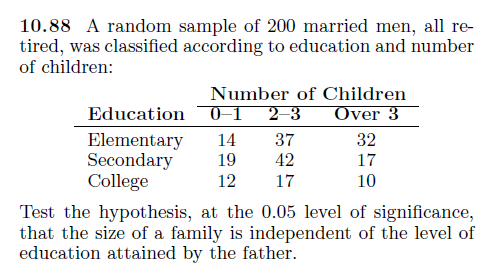 10.88 A random sample of 200 married men, all re-
tired, was classified according to education and number
of children:
Number of Children
Education 0–1 2–3 Over 3
Elementary 14 37 32
Secondary 19 42 17
College 12 17 10
Test the hypothesis, at the 0.05 level of significance,
that the size of a family is independent of the level of
education attained by the father.